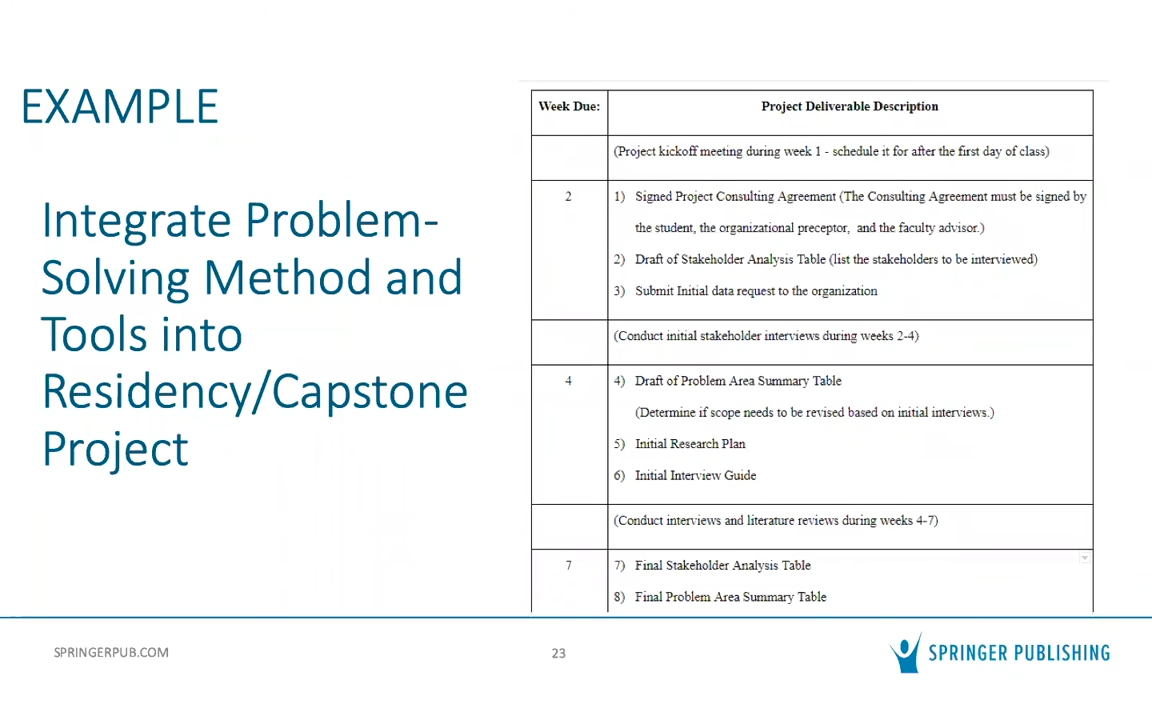 EXAMPLE
Integrate Problem-
Solving Method and
Tools into
Residency/Capstone
Project
Week Due: Project Deliverable Description
(Project kickoff meeting during week 1 - schedule it for after the first day of class)
2 1) Signed Project Consulting Agreement (The Consulting Agreement must be signed by
the student, the organizational preceptor, and the faculty advisor.)
2) Draft of Stakeholder Analysis Table (list the stakeholders to be interviewed)
3) Submit Initial data request to the organization
(Conduct initial stakeholder interviews during weeks 2-4)
4 4) Draft of Problem Area Summary Table
(Determine if scope needs to be revised based on initial interviews.)
5) Initial Research Plan
6) Initial Interview Guide
(Conduct interviews and literature reviews during weeks 4-7)
7 7) Final Stakeholder Analysis Table
8) Final Problem Area Summary Table
SPRINGERPUB.COM
23
SPRINGER PUBLISHING